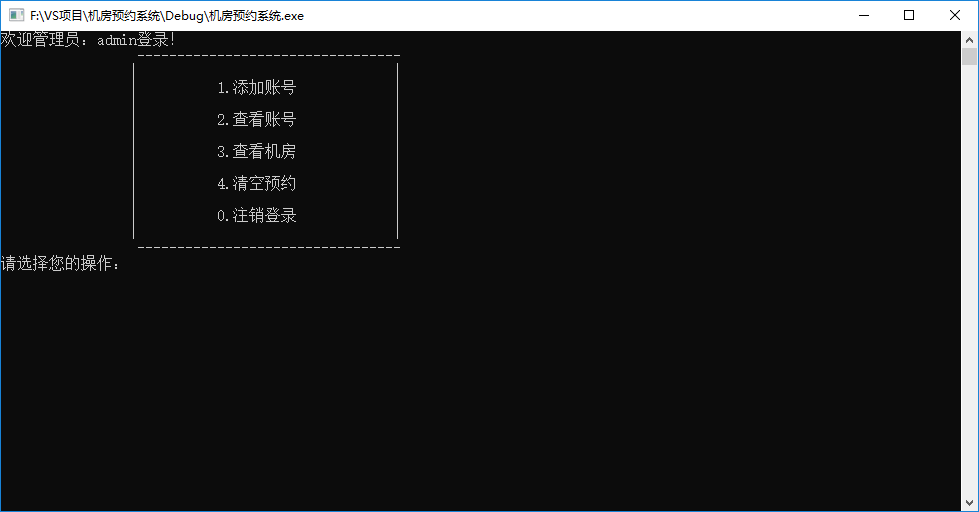 F:\VS项目\机房预约系统\Debug\机房预约系统.exe
欢迎管理员：admin登录!
1.添加账号
2.查看账号
3.查看机房
4.清空预约
0.注销登录
请选择您的操作：